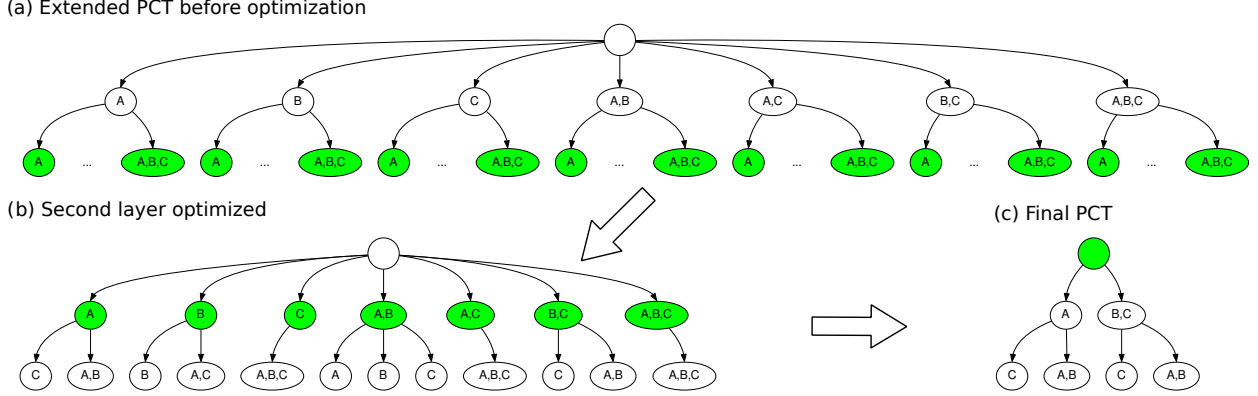 (a) Extended PCT before optimization
A B C A,B A,C B,C A,B,C
A ... A,B,C A ... A,B,C A ... A,B,C A ... A,B,C A ... A,B,C A ... A,B,C A ... A,B,C
(b) Second layer optimized
A B C A,B A,C B,C A,B,C
C A,B B A,C A,B,C A B C A,B,C C A,B A,B,C
(c) Final PCT
A B,C
C A,B C A,B